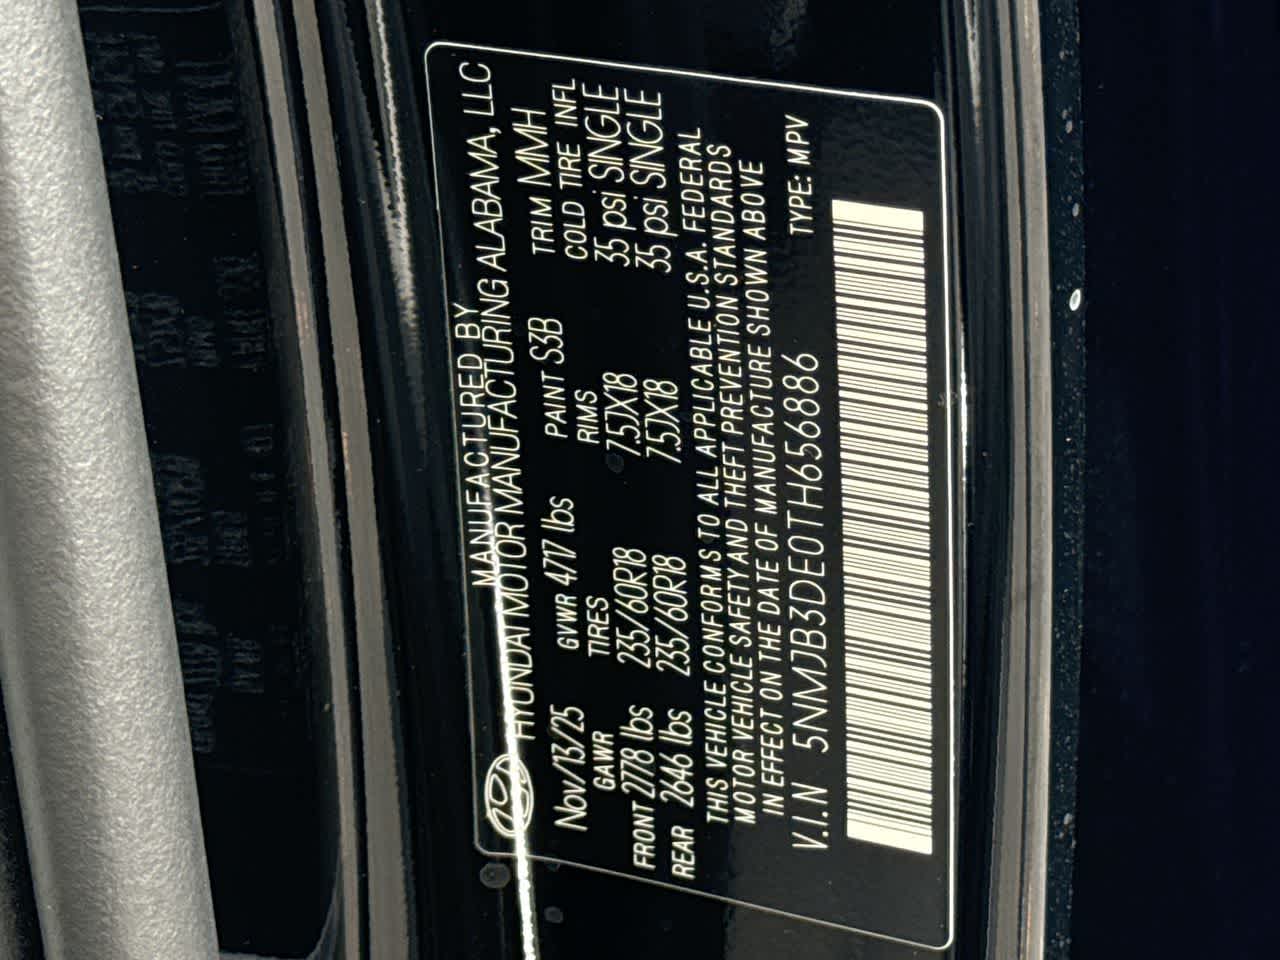 MANUFACTURED BY
HYUNDAI MOTOR MANUFACTURING ALABAMA, LLC
Nov/13/25 GVWR 4717 lbs PAINT S3B TRIM MMH
GAWR TIRES RIMS COLD TIRE INFL
FRONT 2778 lbs 235/60R18 7.5JX18 35 psi SINGLE
REAR 2646 lbs 235/60R18 7.5JX18 35 psi SINGLE
THIS VEHICLE CONFORMS TO ALL APPLICABLE U.S.A. FEDERAL
MOTOR VEHICLE SAFETY AND THEFT PREVENTION STANDARDS
IN EFFECT ON THE DATE OF MANUFACTURE SHOWN ABOVE
V.I.N 5NMJB3DE0TH656886 TYPE: MPV